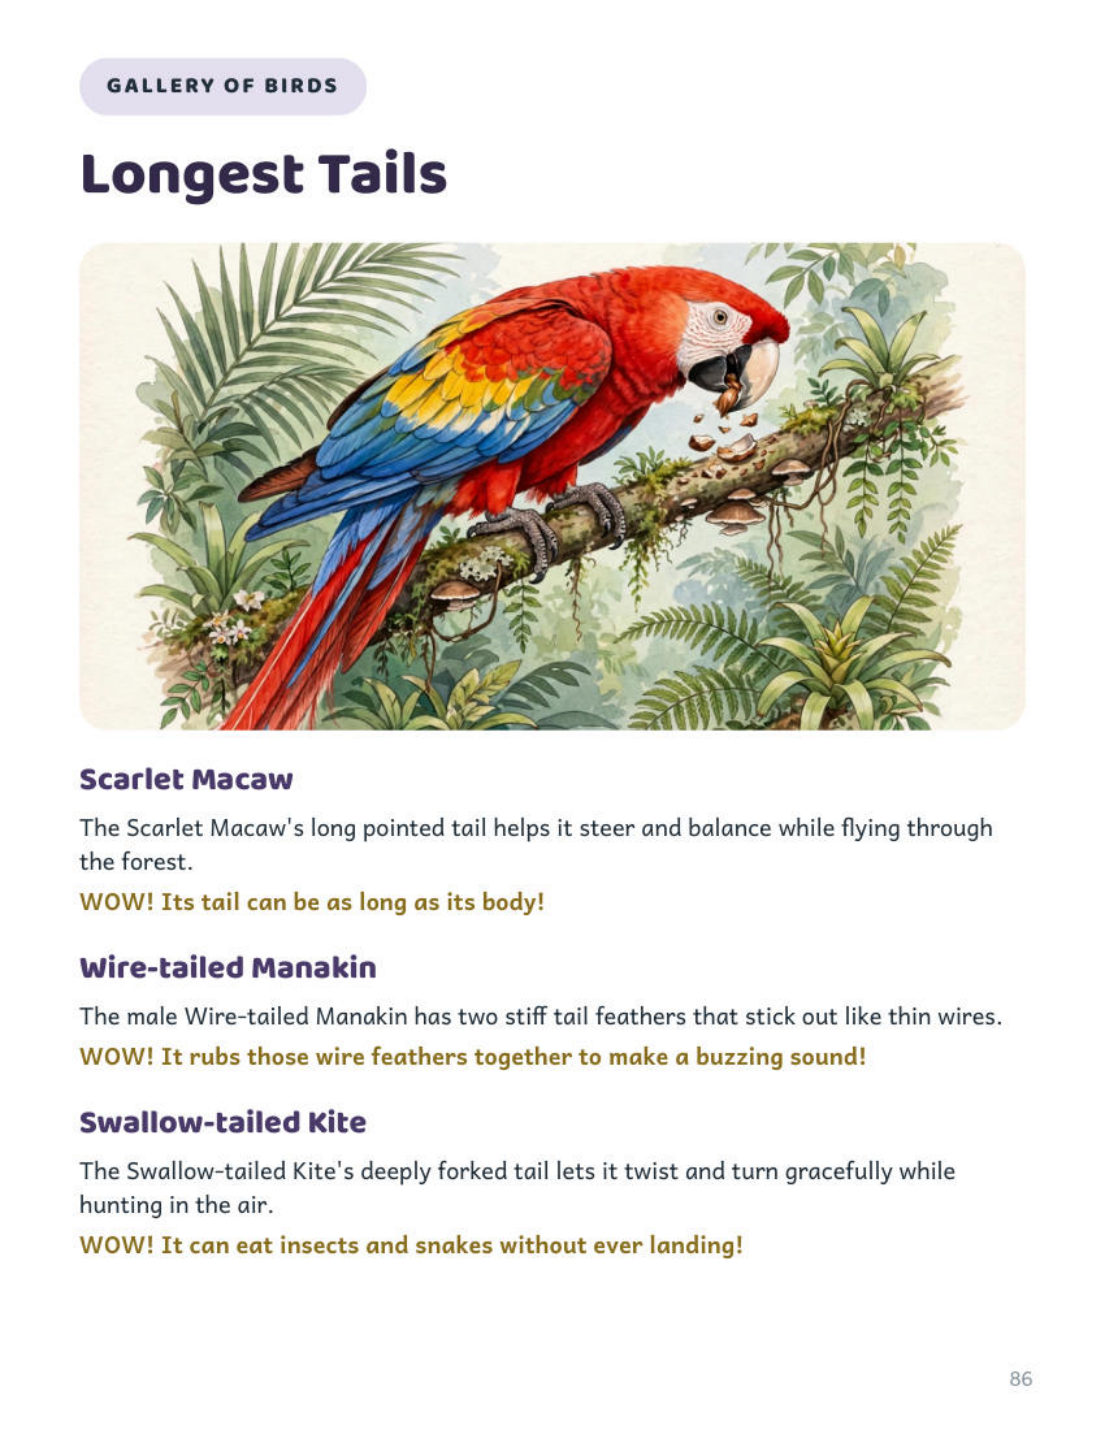 GALLERY OF BIRDS
Longest Tails
Scarlet Macaw
The Scarlet Macaw's long pointed tail helps it steer and balance while flying through
the forest.
WOW! Its tail can be as long as its body!
Wire-tailed Manakin
The male Wire-tailed Manakin has two stiff tail feathers that stick out like thin wires.
WOW! It rubs those wire feathers together to make a buzzing sound!
Swallow-tailed Kite
The Swallow-tailed Kite's deeply forked tail lets it twist and turn gracefully while
hunting in the air.
WOW! It can eat insects and snakes without ever landing!
86